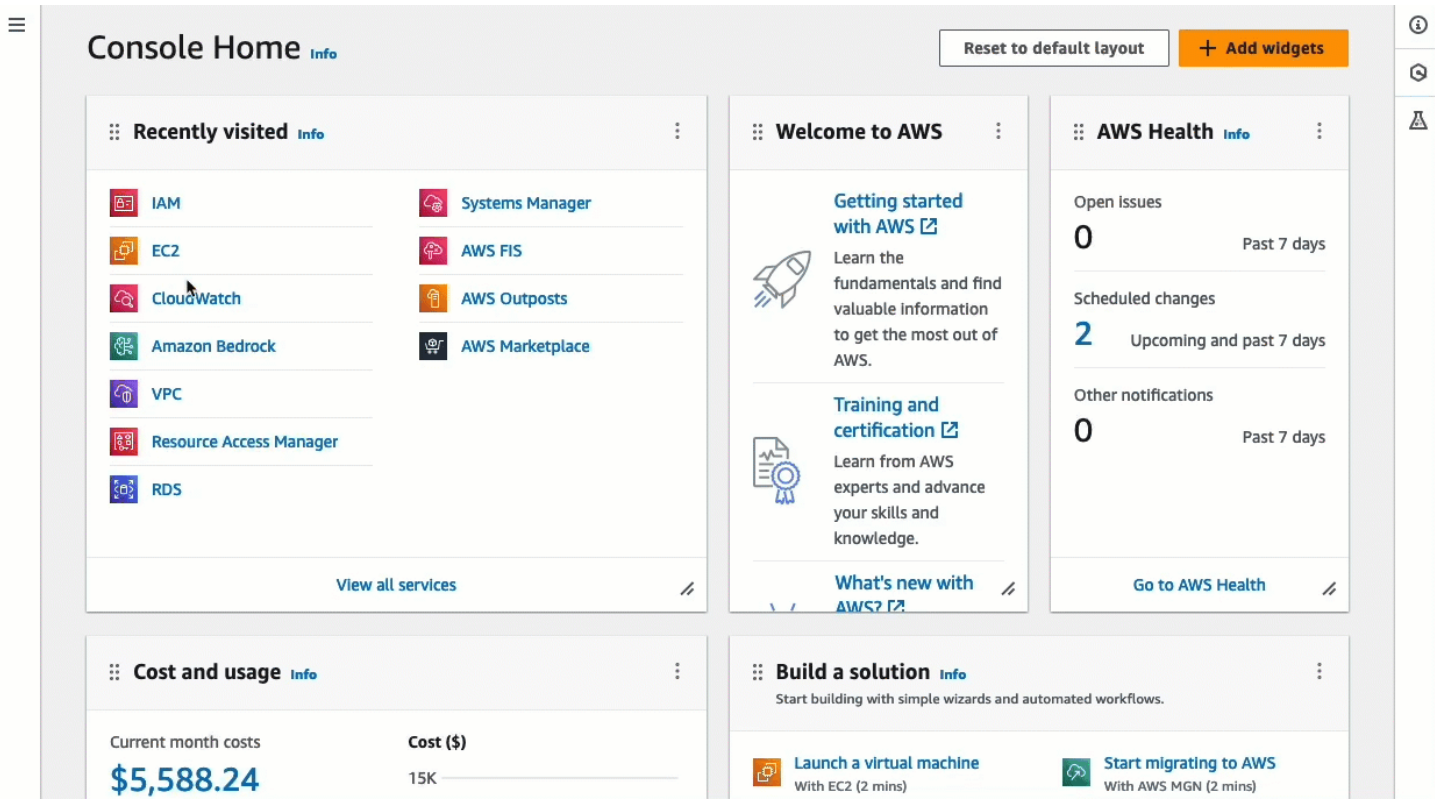 Console Home Info
Reset to default layout
+ Add widgets
Recently visited Info
IAM
EC2
CloudWatch
Amazon Bedrock
VPC
Resource Access Manager
RDS
Systems Manager
AWS FIS
AWS Outposts
AWS Marketplace
View all services
Welcome to AWS
Getting started
with AWS
Learn the
fundamentals and find
valuable information
to get the most out of
AWS.
Training and
certification
Learn from AWS
experts and advance
your skills and
knowledge.
What's new with
AWS?
AWS Health Info
Open issues
0 Past 7 days
Scheduled changes
2 Upcoming and past 7 days
Other notifications
0 Past 7 days
Go to AWS Health
Cost and usage Info
Current month costs
$5,588.24
Cost ($)
15K
Build a solution Info
Start building with simple wizards and automated workflows.
Launch a virtual machine
With EC2 (2 mins)
Start migrating to AWS
With AWS MGN (2 mins)